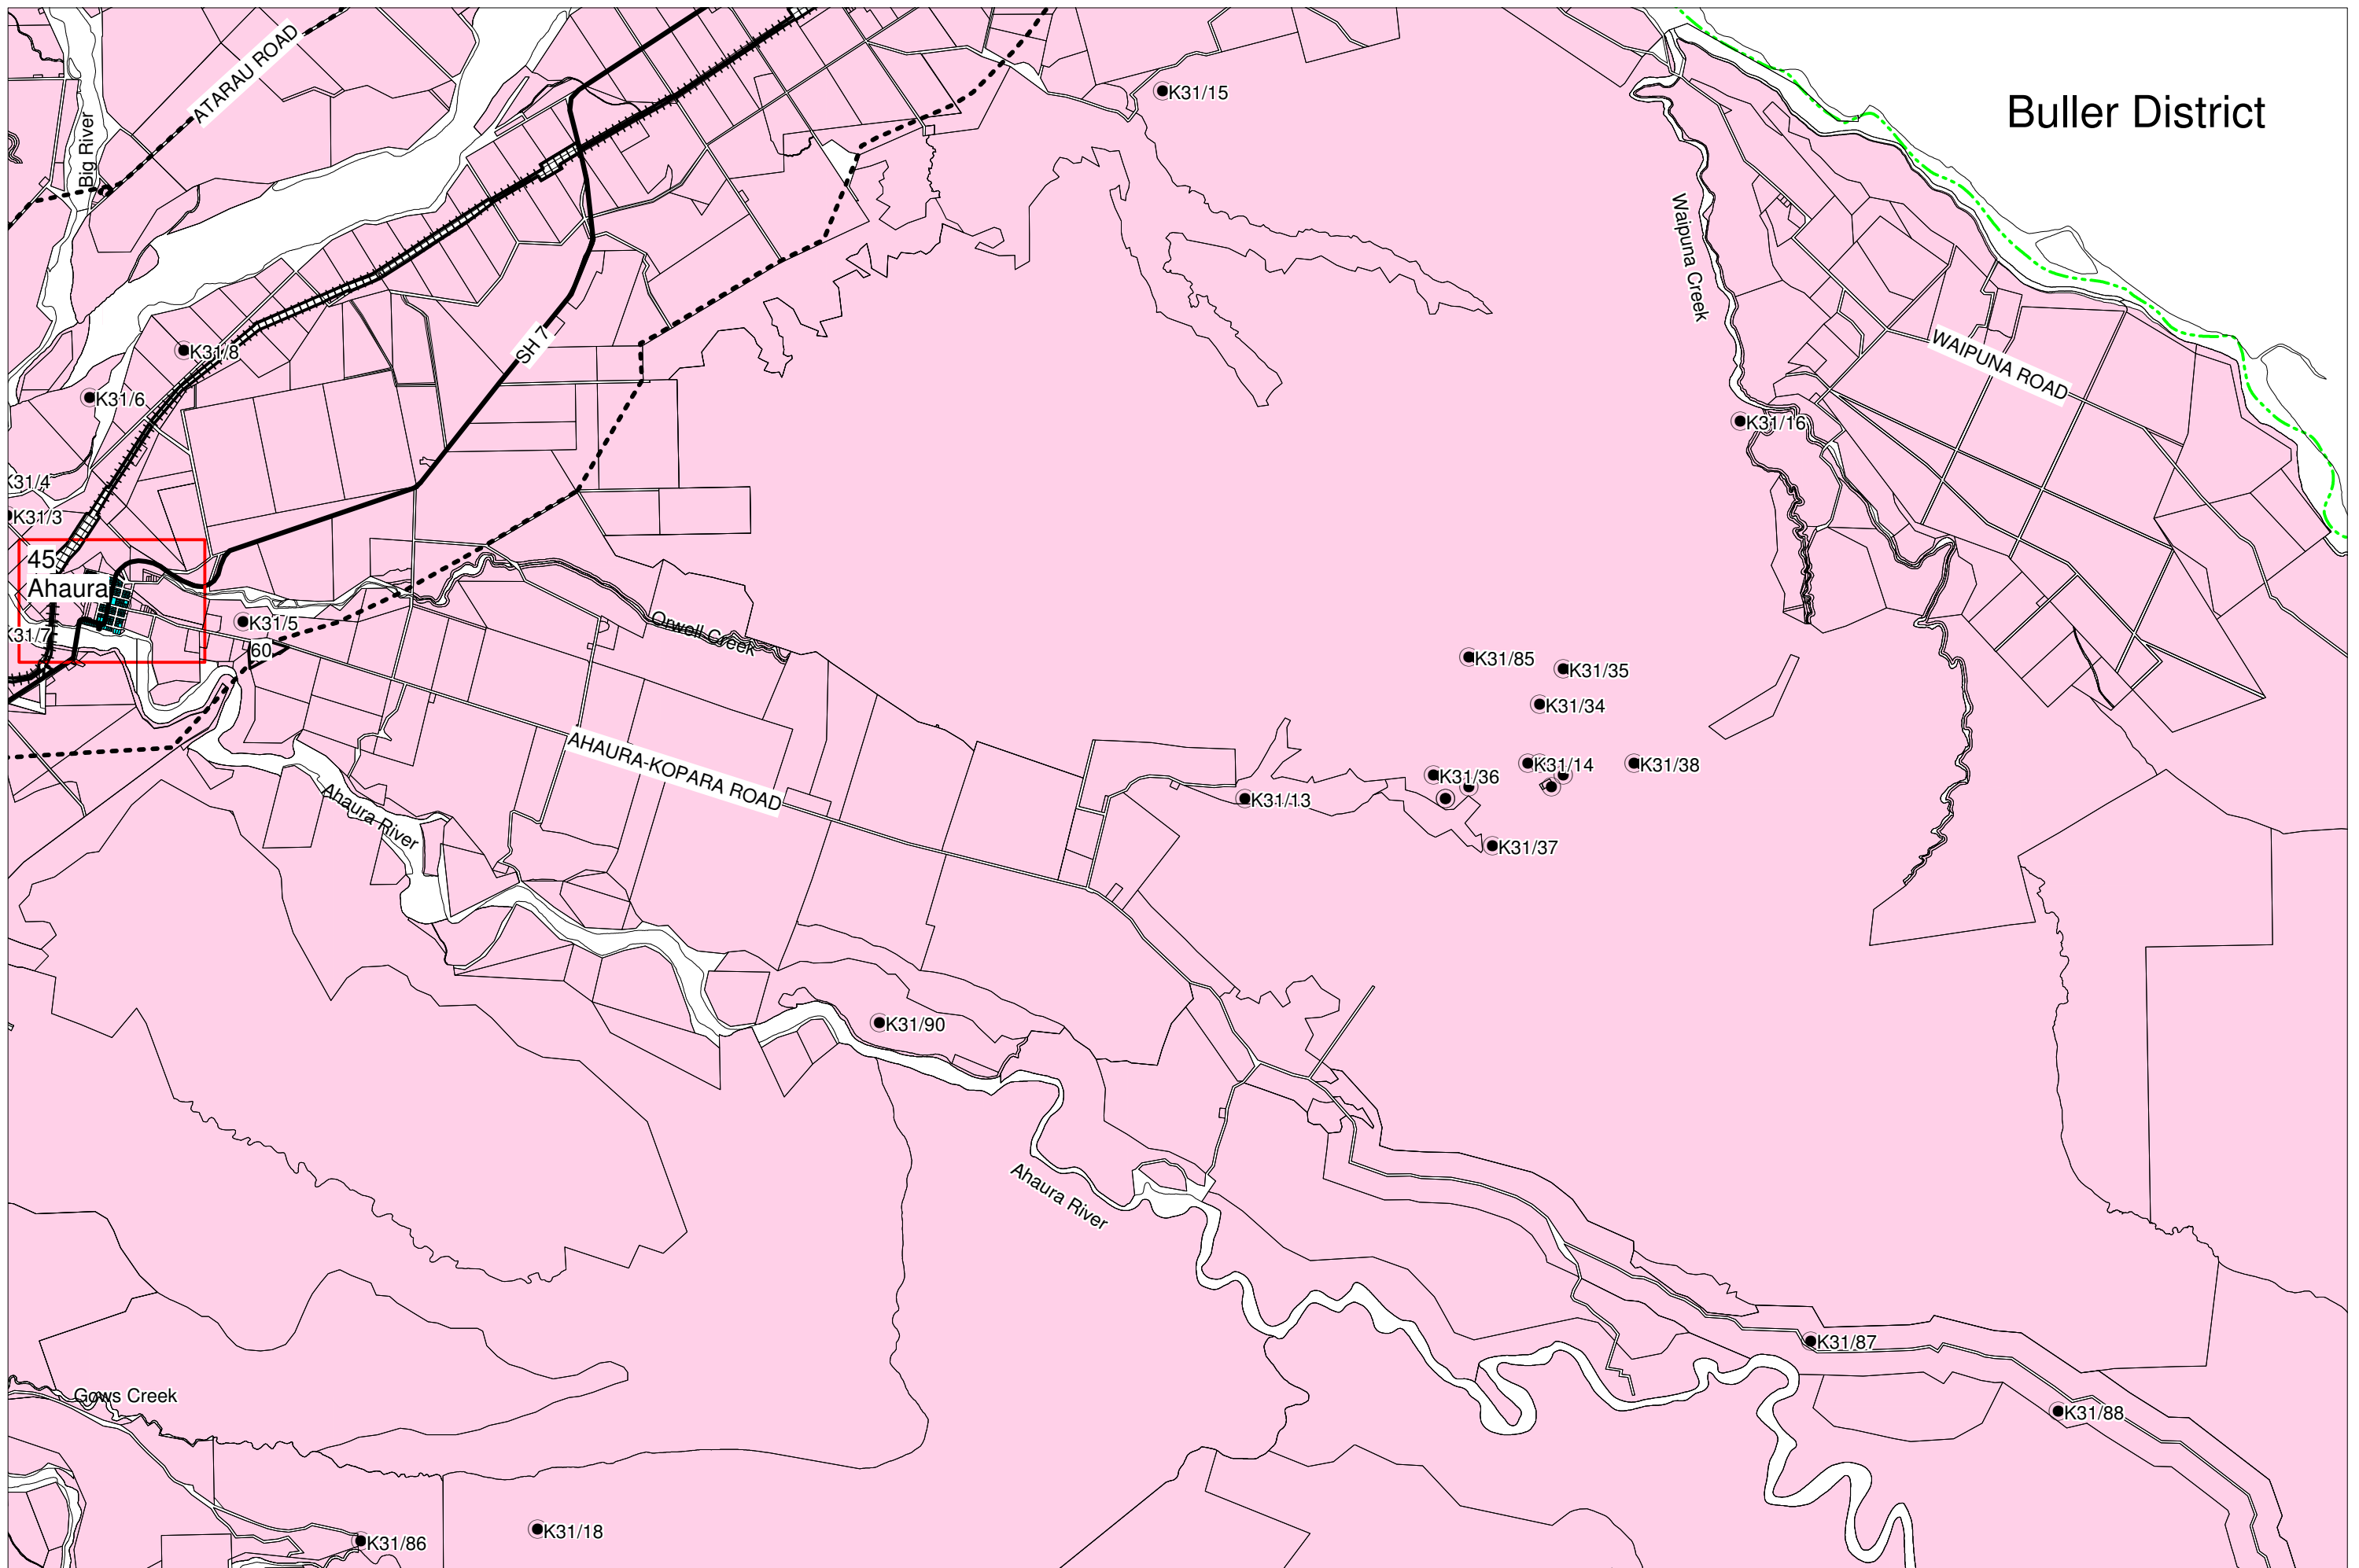 ATARAU ROAD
Big River
K31/15
Buller District
Waipuna Creek
SH 7
K31/8
WAIPUNA ROAD
K31/6
K31/16
K31/4
K31/3
45
Ahaura
K31/5
K31/7
Orwell Creek
60
K31/85
K31/35
K31/34
AHAURA-KOPARA ROAD
K31/36
K31/14
K31/38
K31/13
Ahaura River
K31/37
K31/90
Ahaura River
K31/87
Gows Creek
K31/88
K31/18
K31/86